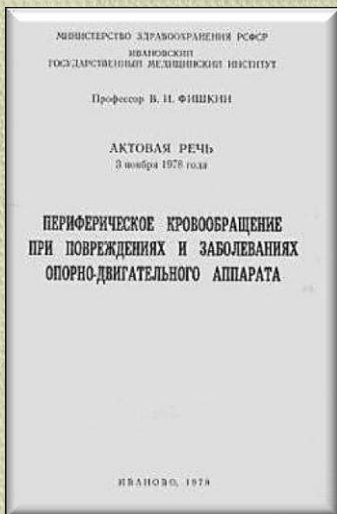 МИНИСТЕРСТВО ЗДРАВООХРАНЕНИЯ РСФСР
ИВАНОВСКИЙ
ГОСУДАРСТВЕННЫЙ МЕДИЦИНСКИЙ ИНСТИТУТ
Профессор В. Н. ФИШКИН
АКТОВАЯ РЕЧЬ
3 ноября 1978 года
ПЕРИФЕРИЧЕСКОЕ КРОВООБРАЩЕНИЕ
ПРИ ПОВРЕЖДЕНИЯХ И ЗАБОЛЕВАНИЯХ
ОПОРНО-ДВИГАТЕЛЬНОГО АППАРАТА
ИВАНОВО, 1979